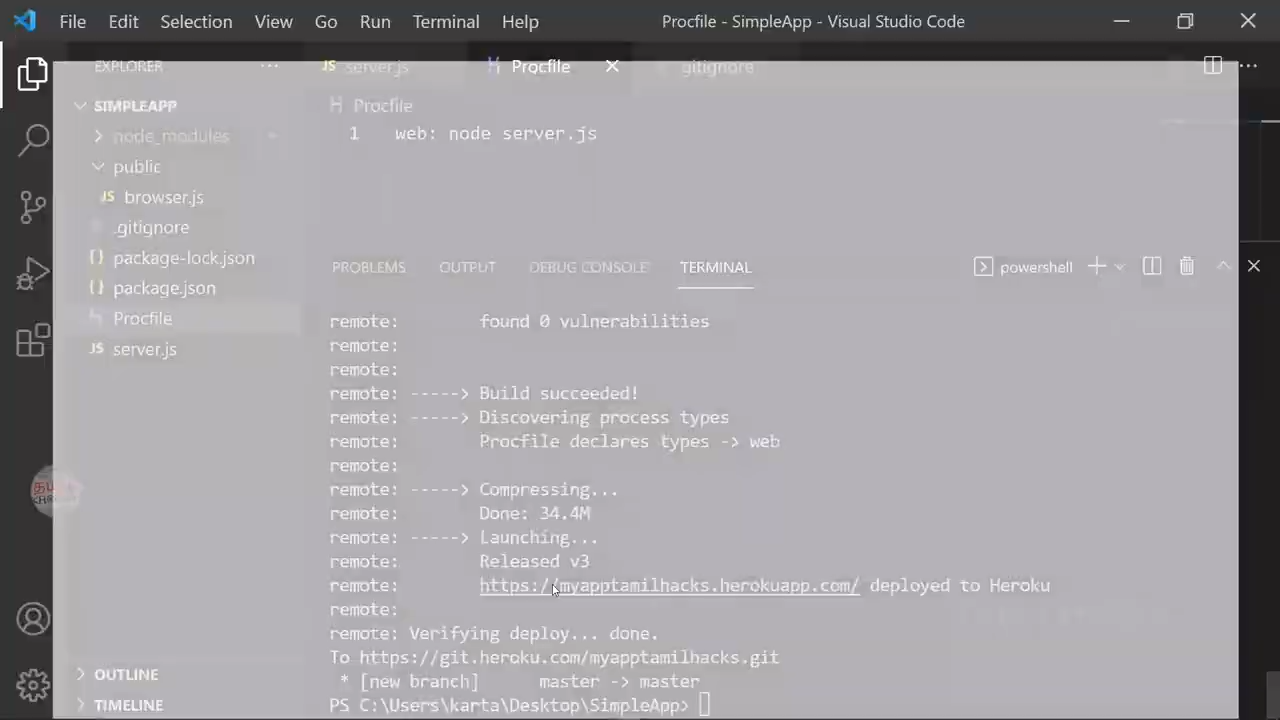 File Edit Selection View Go Run Terminal Help Procfile - SimpleApp - Visual Studio Code
EXPLORER ···
JS server.js Procfile gitignore ···
SIMPLEAPP
node_modules
public
JS browser.js
.gitignore
{} package-lock.json
{} package.json
Procfile
JS server.js
OUTLINE
TIMELINE
Procfile
1 web: node server.js
PROBLEMS OUTPUT DEBUG CONSOLE TERMINAL powershell
remote: found 0 vulnerabilities
remote:
remote:
remote: -----> Build succeeded!
remote: -----> Discovering process types
remote: Procfile declares types -> web
remote:
remote: -----> Compressing...
remote: Done: 34.4M
remote: -----> Launching...
remote: Released v3
remote: https://myapptamilhacks.herokuapp.com/ deployed to Heroku
remote:
remote: Verifying deploy... done.
To https://git.heroku.com/myapptamilhacks.git
* [new branch] master -> master
PS C:\Users\karta\Desktop\SimpleApp>